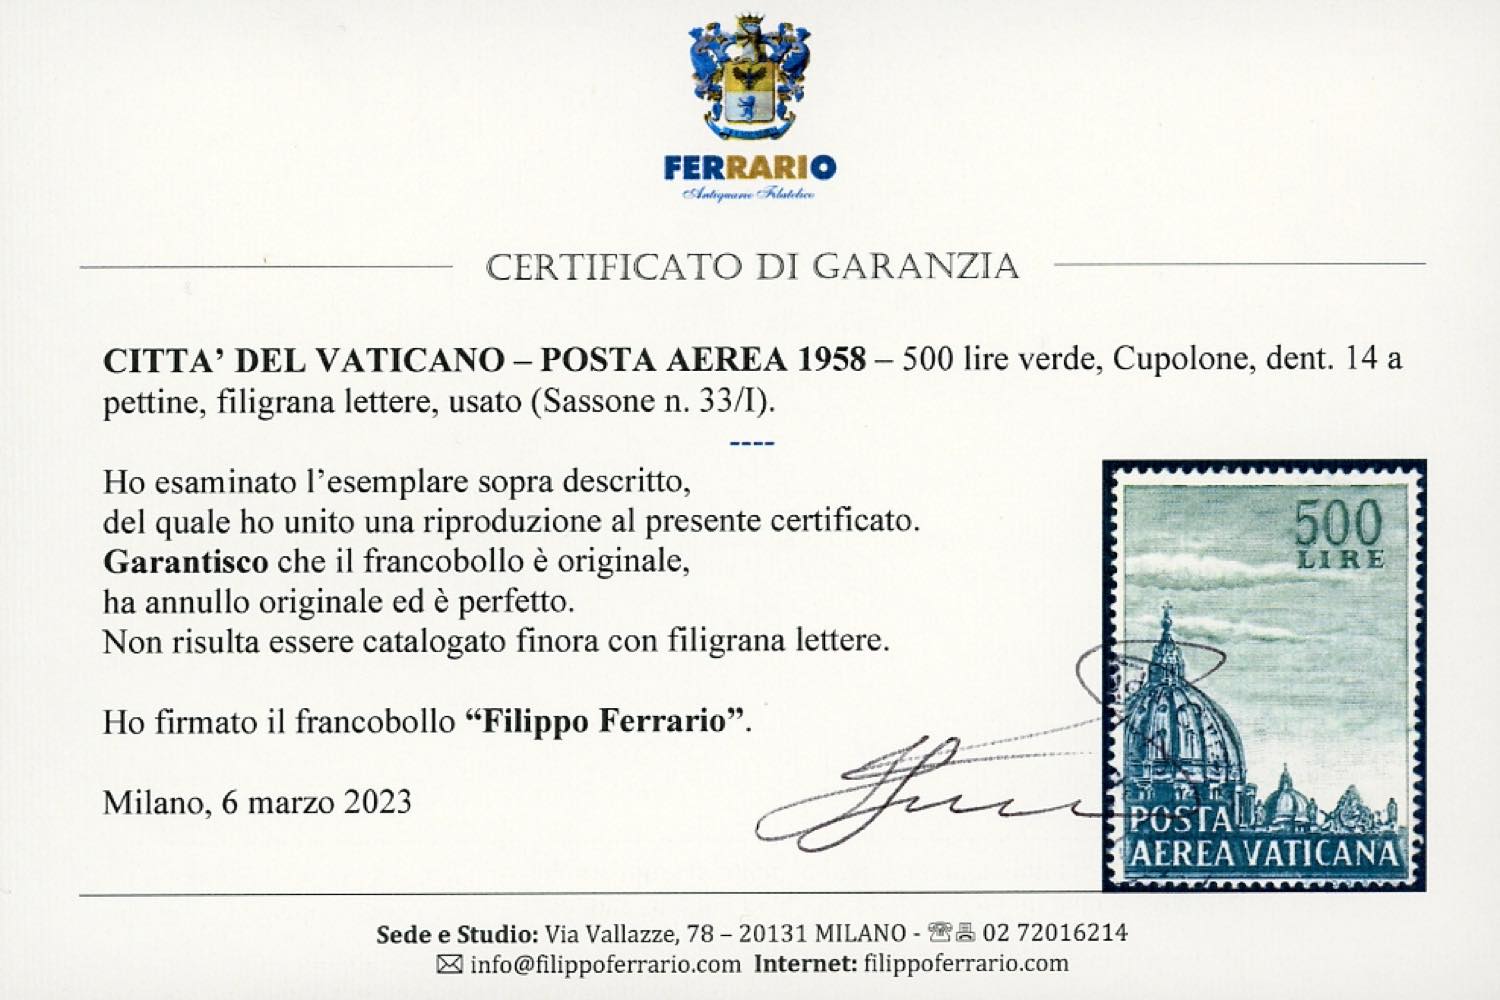 FERRARIO
Antiquario Filatelico
CERTIFICATO DI GARANZIA
CITTA’ DEL VATICANO – POSTA AEREA 1958 – 500 lire verde, Cupolone, dent. 14 a
pettine, filigrana lettere, usato (Sassone n. 33/I).
----
Ho esaminato l’esemplare sopra descritto,
del quale ho unito una riproduzione al presente certificato.
Garantisco che il francobollo è originale,
ha annullo originale ed è perfetto.
Non risulta essere catalogato finora con filigrana lettere.
Ho firmato il francobollo “Filippo Ferrario”.
Milano, 6 marzo 2023
500
LIRE
POSTA
AEREA VATICANA
Sede e Studio: Via Vallazze, 78 – 20131 MILANO - 02 72016214
info@filippoferrario.com Internet: filippoferrario.com